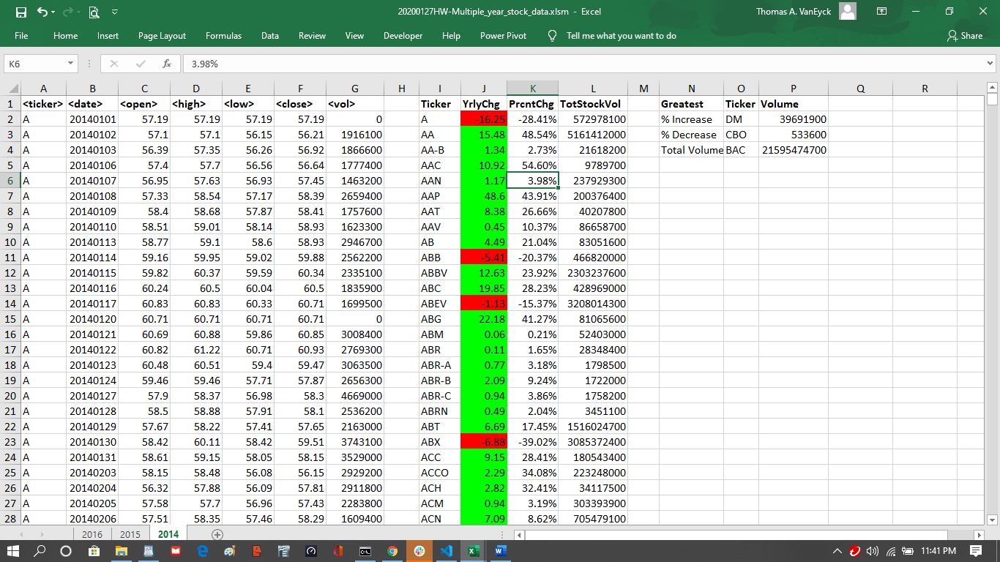 20200127HW-Multiple_year_stock_data.xlsm - Excel Thomas A. VanEyck
File Home Insert Page Layout Formulas Data Review View Developer Help Power Pivot Tell me what you want to do Share
K6 fx 3.98%
A B C D E F G H I J K L M N O P Q R
1 <ticker> <date> <open> <high> <low> <close> <vol> Ticker YrlyChg PrcntChg TotStockVol Greatest Ticker Volume
2 A 20140101 57.19 57.19 57.19 57.19 0 A -16.25 -28.41% 572978100 % Increase DM 39691900
3 A 20140102 57.1 57.1 56.15 56.21 1916100 AA 15.48 48.54% 5161412000 % Decrease CBO 533600
4 A 20140103 56.39 57.35 56.26 56.92 1866600 AA-B 1.34 2.73% 21618200 Total Volume BAC 21595474700
5 A 20140106 57.4 57.7 56.56 56.64 1777400 AAC 10.92 54.60% 9789700
6 A 20140107 56.95 57.63 56.93 57.45 1463200 AAN 1.17 3.98% 237929300
7 A 20140108 57.33 58.54 57.17 58.39 2659400 AAP 48.6 43.91% 200376400
8 A 20140109 58.4 58.68 57.87 58.41 1757600 AAT 8.38 26.66% 40207800
9 A 20140110 58.51 59.01 58.14 58.93 1623300 AAV 0.45 10.37% 86658700
10 A 20140113 58.77 59.1 58.6 58.93 2946700 AB 4.49 21.04% 83051600
11 A 20140114 59.16 59.95 59.02 59.88 2562200 ABB -5.41 -20.37% 466820000
12 A 20140115 59.82 60.37 59.59 60.34 2335100 ABBV 12.63 23.92% 2303237600
13 A 20140116 60.24 60.5 60.04 60.5 1835900 ABC 19.85 28.23% 428969000
14 A 20140117 60.83 60.83 60.33 60.71 1699500 ABEV -1.13 -15.37% 3208014300
15 A 20140120 60.71 60.71 60.71 60.71 0 ABG 22.18 41.27% 81065600
16 A 20140121 60.69 60.88 59.86 60.85 3008400 ABM 0.06 0.21% 52403000
17 A 20140122 60.82 61.22 60.71 60.93 2769300 ABR 0.11 1.65% 28348400
18 A 20140123 60.48 60.51 59.4 59.47 3063500 ABR-A 0.77 3.18% 1798500
19 A 20140124 59.46 59.46 57.71 57.87 2656300 ABR-B 2.09 9.24% 1722000
20 A 20140127 57.9 58.37 56.98 58.3 4669000 ABR-C 0.94 3.86% 1758200
21 A 20140128 58.5 58.88 57.91 58.1 2536200 ABRN 0.49 2.04% 3451100
22 A 20140129 57.67 58.22 57.41 57.65 2163000 ABT 6.69 17.45% 1516024700
23 A 20140130 58.42 60.11 58.42 59.51 3743100 ABX -6.88 -39.02% 3085372400
24 A 20140131 58.61 59.15 58.05 58.15 3529000 ACC 9.15 28.41% 180543400
25 A 20140203 58.15 58.48 56.08 56.15 2929200 ACCO 2.29 34.08% 223248000
26 A 20140204 56.32 57.88 56.09 57.81 2911800 ACH 2.82 32.41% 34117500
27 A 20140205 57.58 57.7 56.96 57.43 2283800 ACM 0.94 3.19% 303393900
28 A 20140206 57.51 58.35 57.46 58.29 1609400 ACN 7.09 8.62% 705479100
2016 2015 2014
11:41 PM